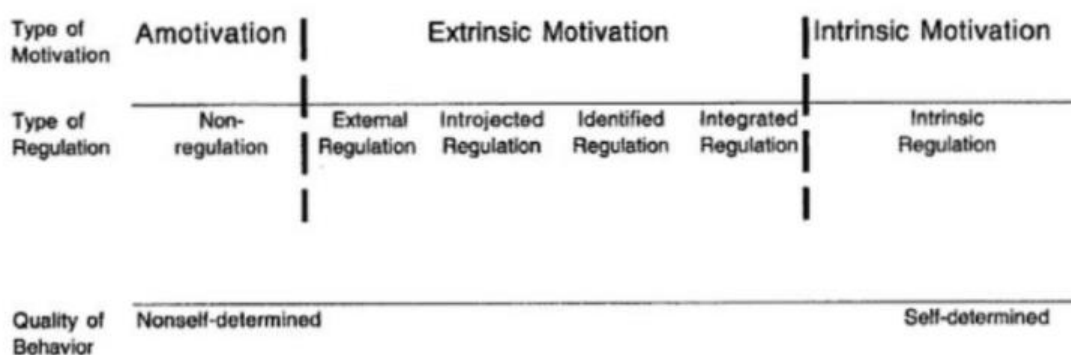 Type of Motivation
Amotivation
Extrinsic Motivation
Intrinsic Motivation
Type of Regulation
Non-
regulation
External
Regulation
Introjected
Regulation
Identified
Regulation
Integrated
Regulation
Intrinsic
Regulation
Quality of
Behavior
Nonself-determined
Self-determined